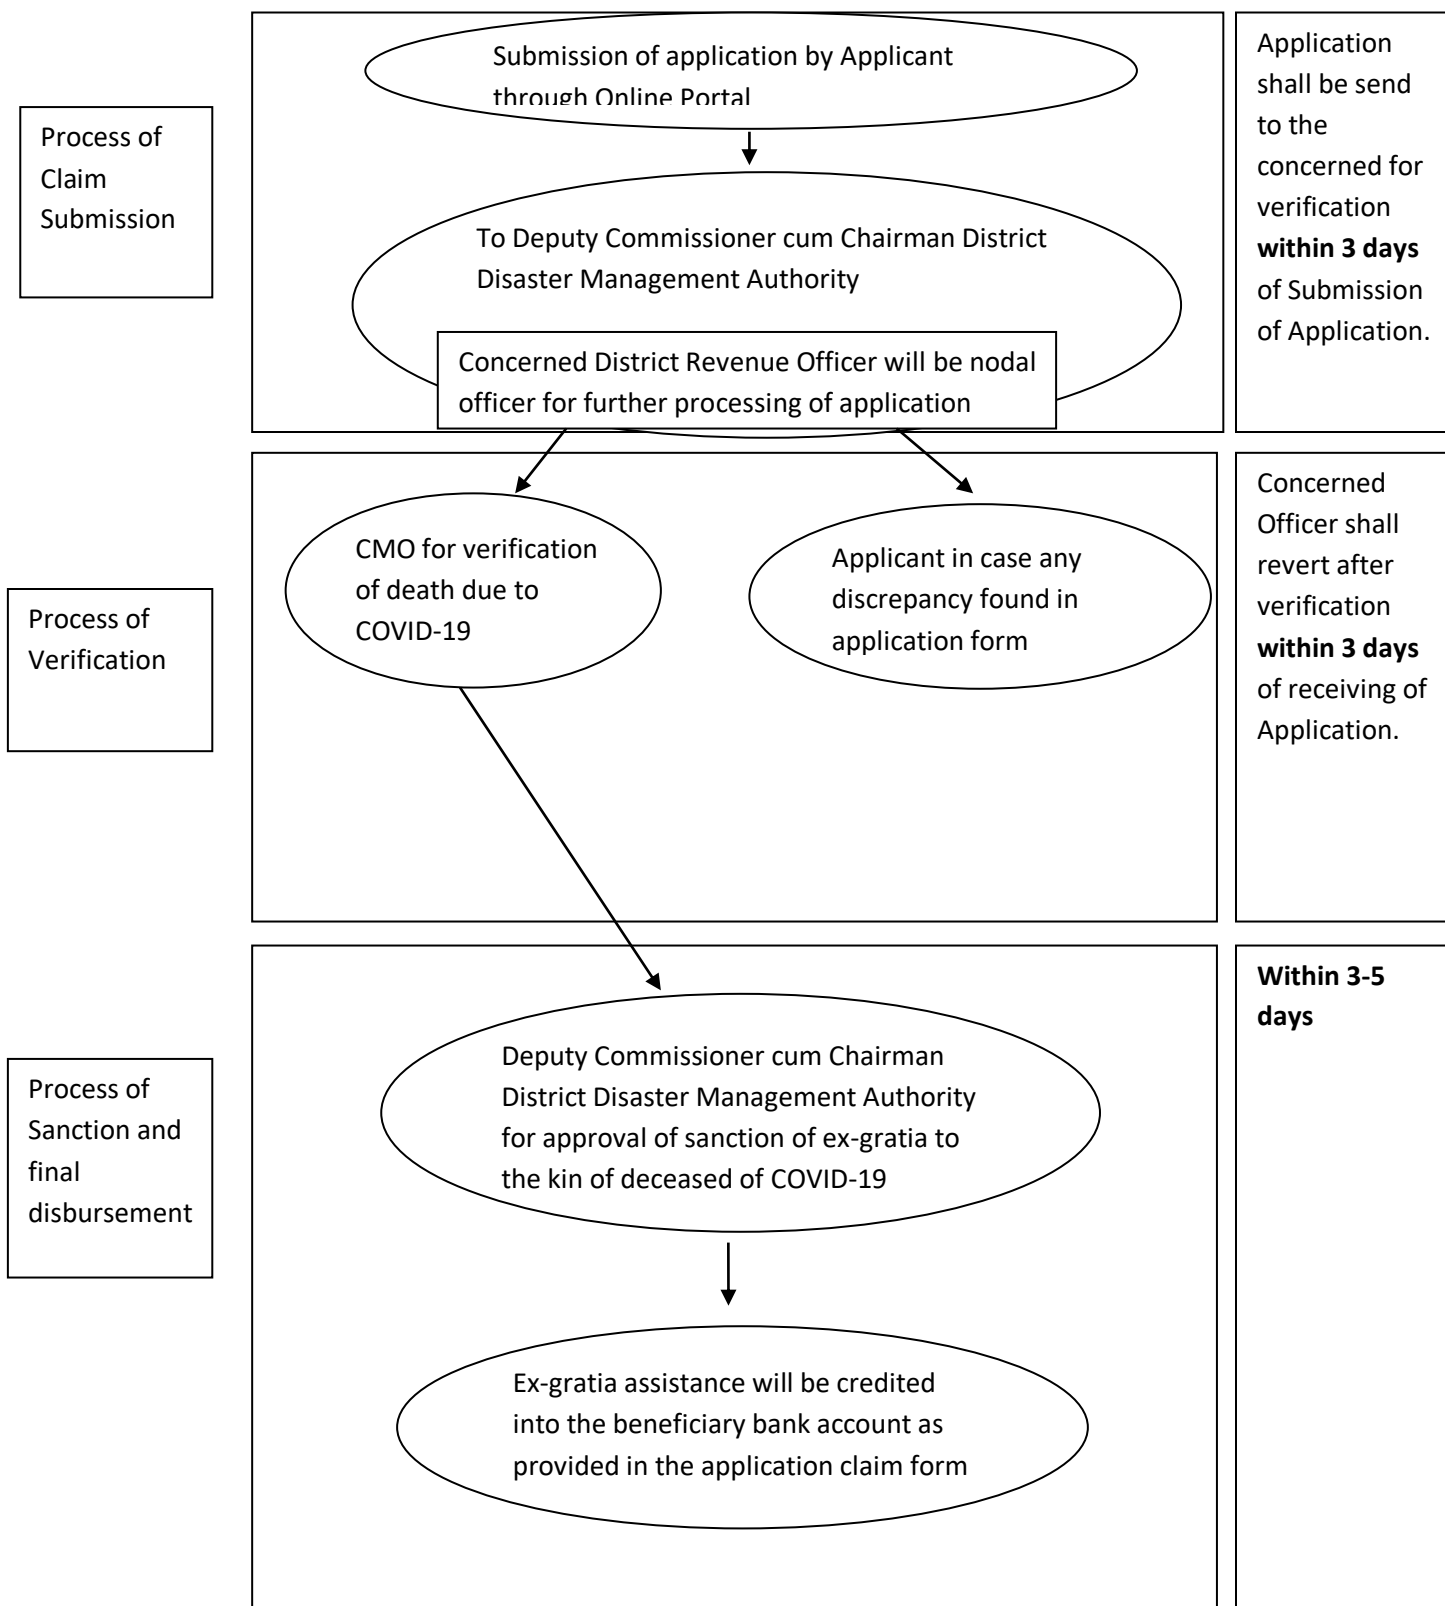 Submission of application by Applicant
through Online Portal
Application
shall be send
to the
concerned for
verification
within 3 days
of Submission
of Application.
Process of
Claim
Submission
To Deputy Commissioner cum Chairman District
Disaster Management Authority
Concerned District Revenue Officer will be nodal
officer for further processing of application
Concerned
Officer shall
revert after
verification
within 3 days
of receiving of
Application.
CMO for verification
of death due to
COVID-19
Applicant in case any
discrepancy found in
application form
Process of
Verification
Within 3-5
days
Deputy Commissioner cum Chairman
District Disaster Management Authority
for approval of sanction of ex-gratia to
the kin of deceased of COVID-19
Process of
Sanction and
final
disbursement
Ex-gratia assistance will be credited
into the beneficiary bank account as
provided in the application claim form